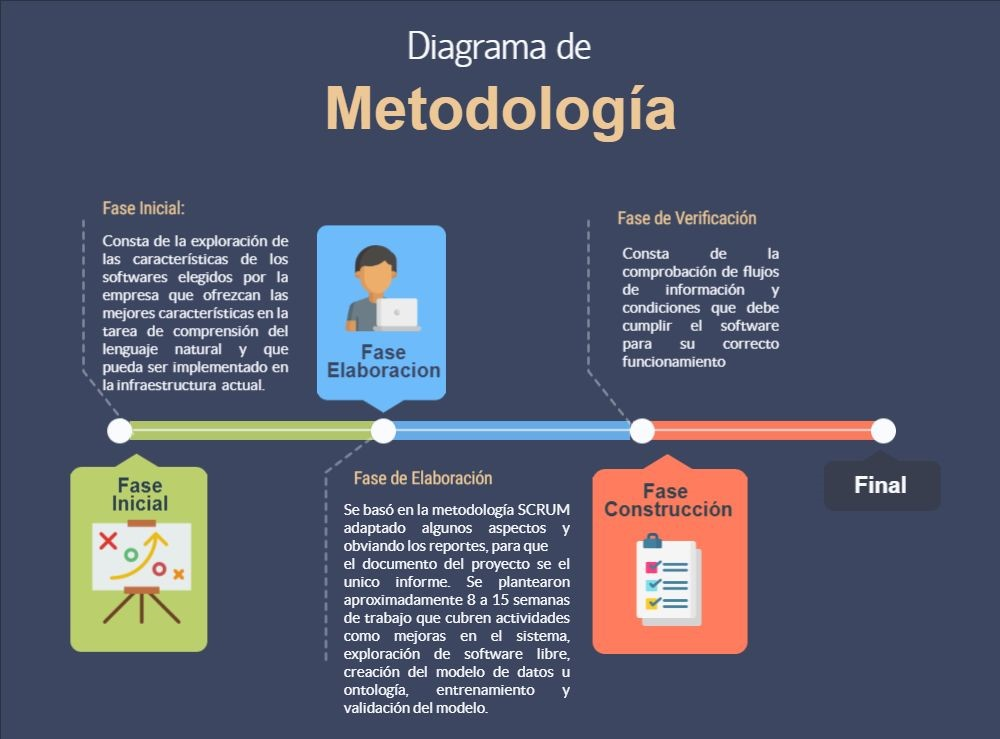 Diagrama de
Metodología
Fase Inicial:
Consta de la exploración de
las características de los
softwares elegidos por la
empresa que ofrezcan las
mejores características en la
tarea de comprensión del
lenguaje natural y que
pueda ser implementado en
la infraestructura actual.
Fase
Elaboracion
Fase de Verificación
Consta de la
comprobación de flujos
de información y
condiciones que debe
cumplir el software
para su correcto
funcionamiento
Fase
Inicial
Fase de Elaboración
Se basó en la metodología SCRUM
adaptado algunos aspectos y
obviando los reportes, para que
el documento del proyecto se el
unico informe. Se plantearon
aproximadamente 8 a 15 semanas
de trabajo que cubren actividades
como mejoras en el sistema,
exploración de software libre,
creación del modelo de datos u
ontología, entrenamiento y
validación del modelo.
Fase
Construcción
Final